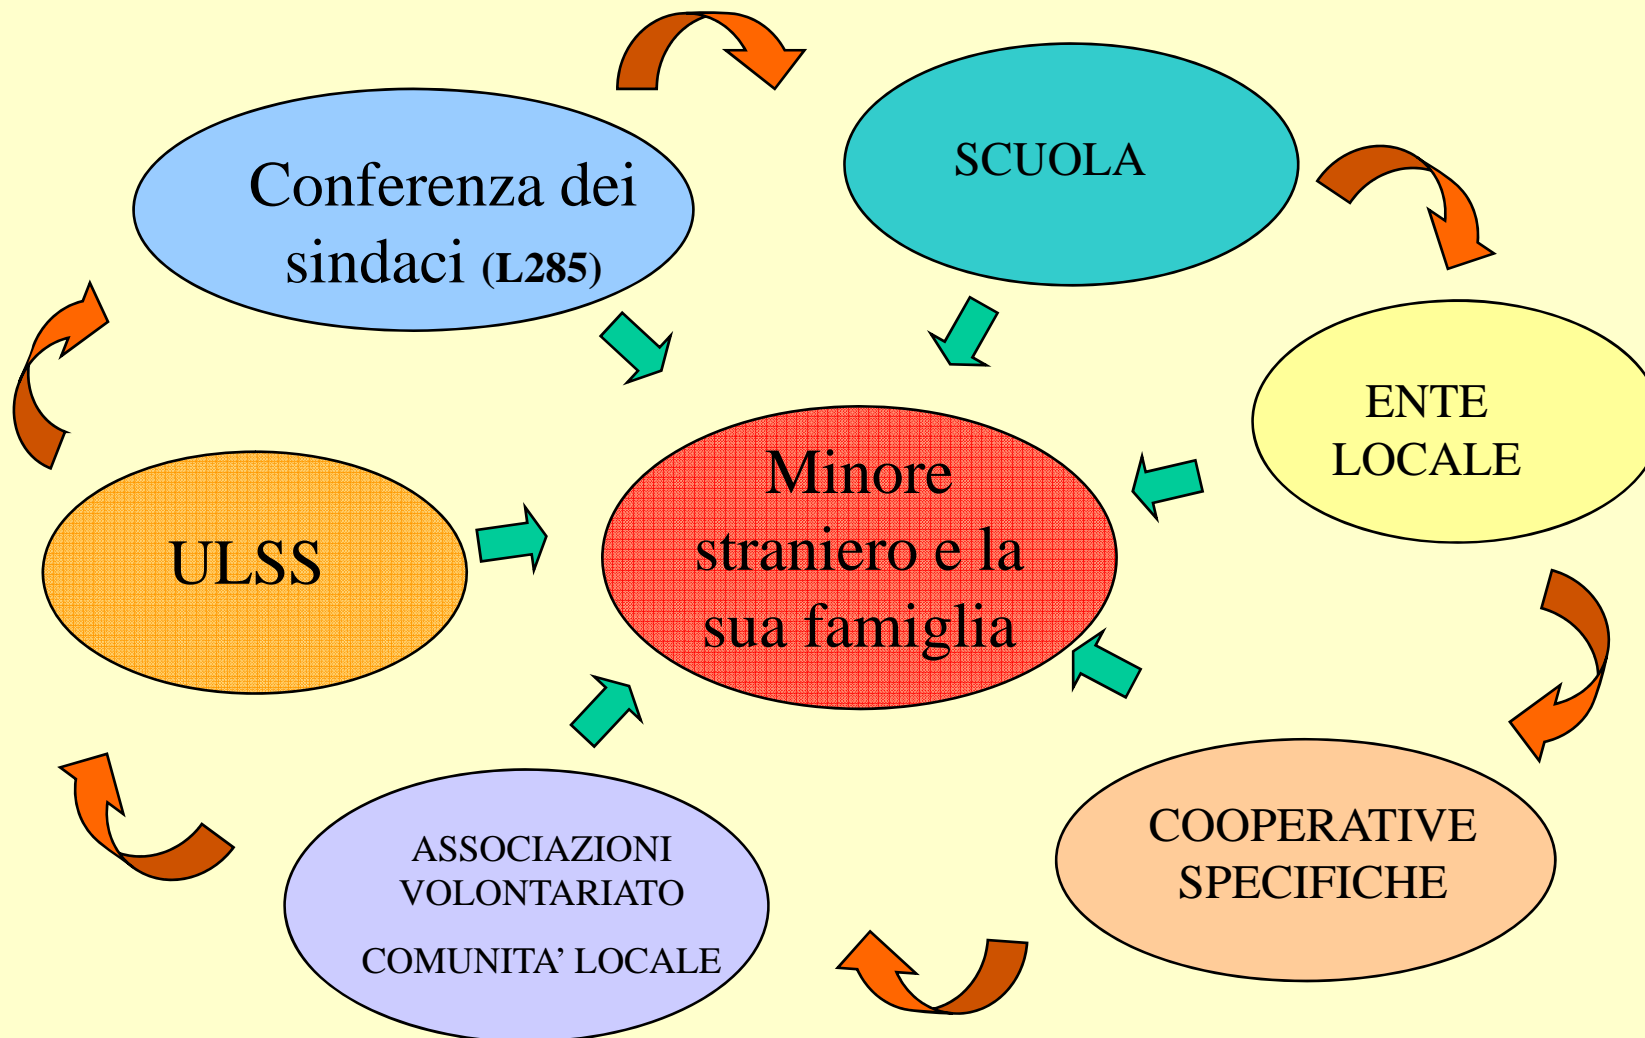 Conferenza dei
sindaci (L285)
SCUOLA
ENTE
LOCALE
Minore
straniero e la
sua famiglia
ULSS
COOPERATIVE
SPECIFICHE
ASSOCIAZIONI
VOLONTARIATO
COMUNITA’ LOCALE